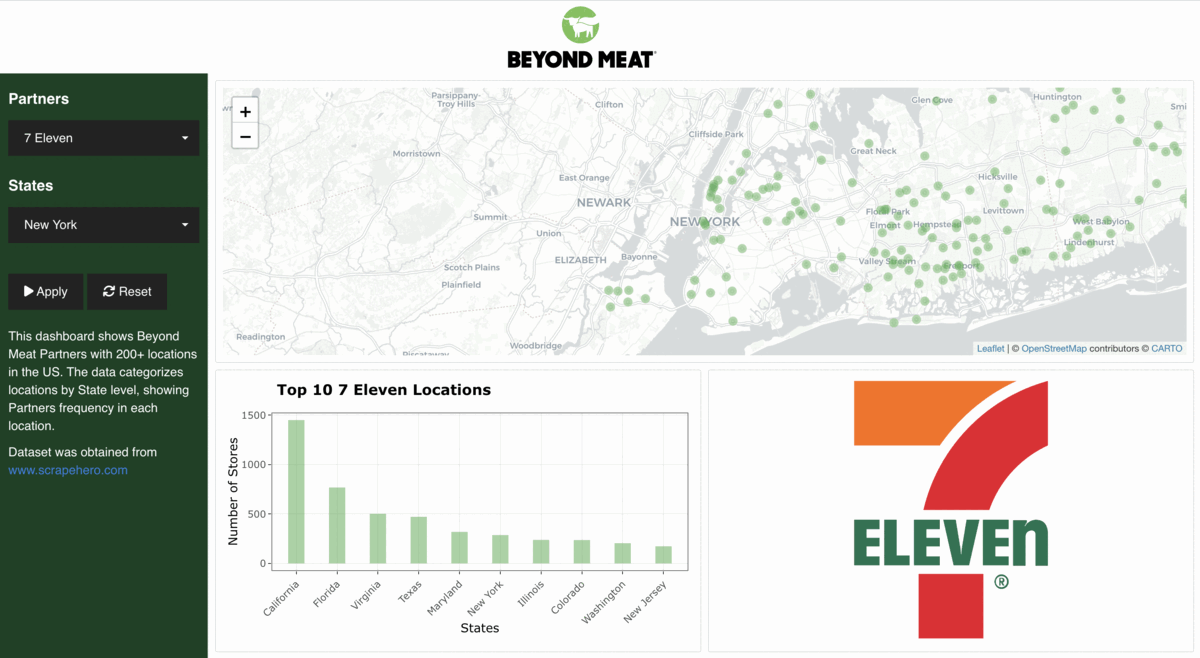 BEYOND MEAT
Partners
7 Eleven
States
New York
Apply
Reset
This dashboard shows Beyond
Meat Partners with 200+ locations
in the US. The data categorizes
locations by State level, showing
Partners frequency in each
location.
Dataset was obtained from
www.scrapehero.com
+
−
Parsippany-
Troy Hills
Clifton
Glen Cove
Huntington
Smi
Cliffside Park
Morristown
Great Neck
East Orange
Hicksville
NEWARK
Summit
NEW YORK
Floral Park
Levittown
Elmont
Hempstead
West Babylon
Union
Lindenhurst
ELIZABETH
Bayonne
Valley Stream
Freeport
Scotch Plains
Plainfield
Readington
Woodbridge
Piscataway
Leaflet | © OpenStreetMap contributors © CARTO
Top 10 7 Eleven Locations
Number of Stores
1500
1000
500
0
California
Florida
Virginia
Texas
Maryland
New York
Illinois
Colorado
Washington
New Jersey
States
7
ELEVEn
®